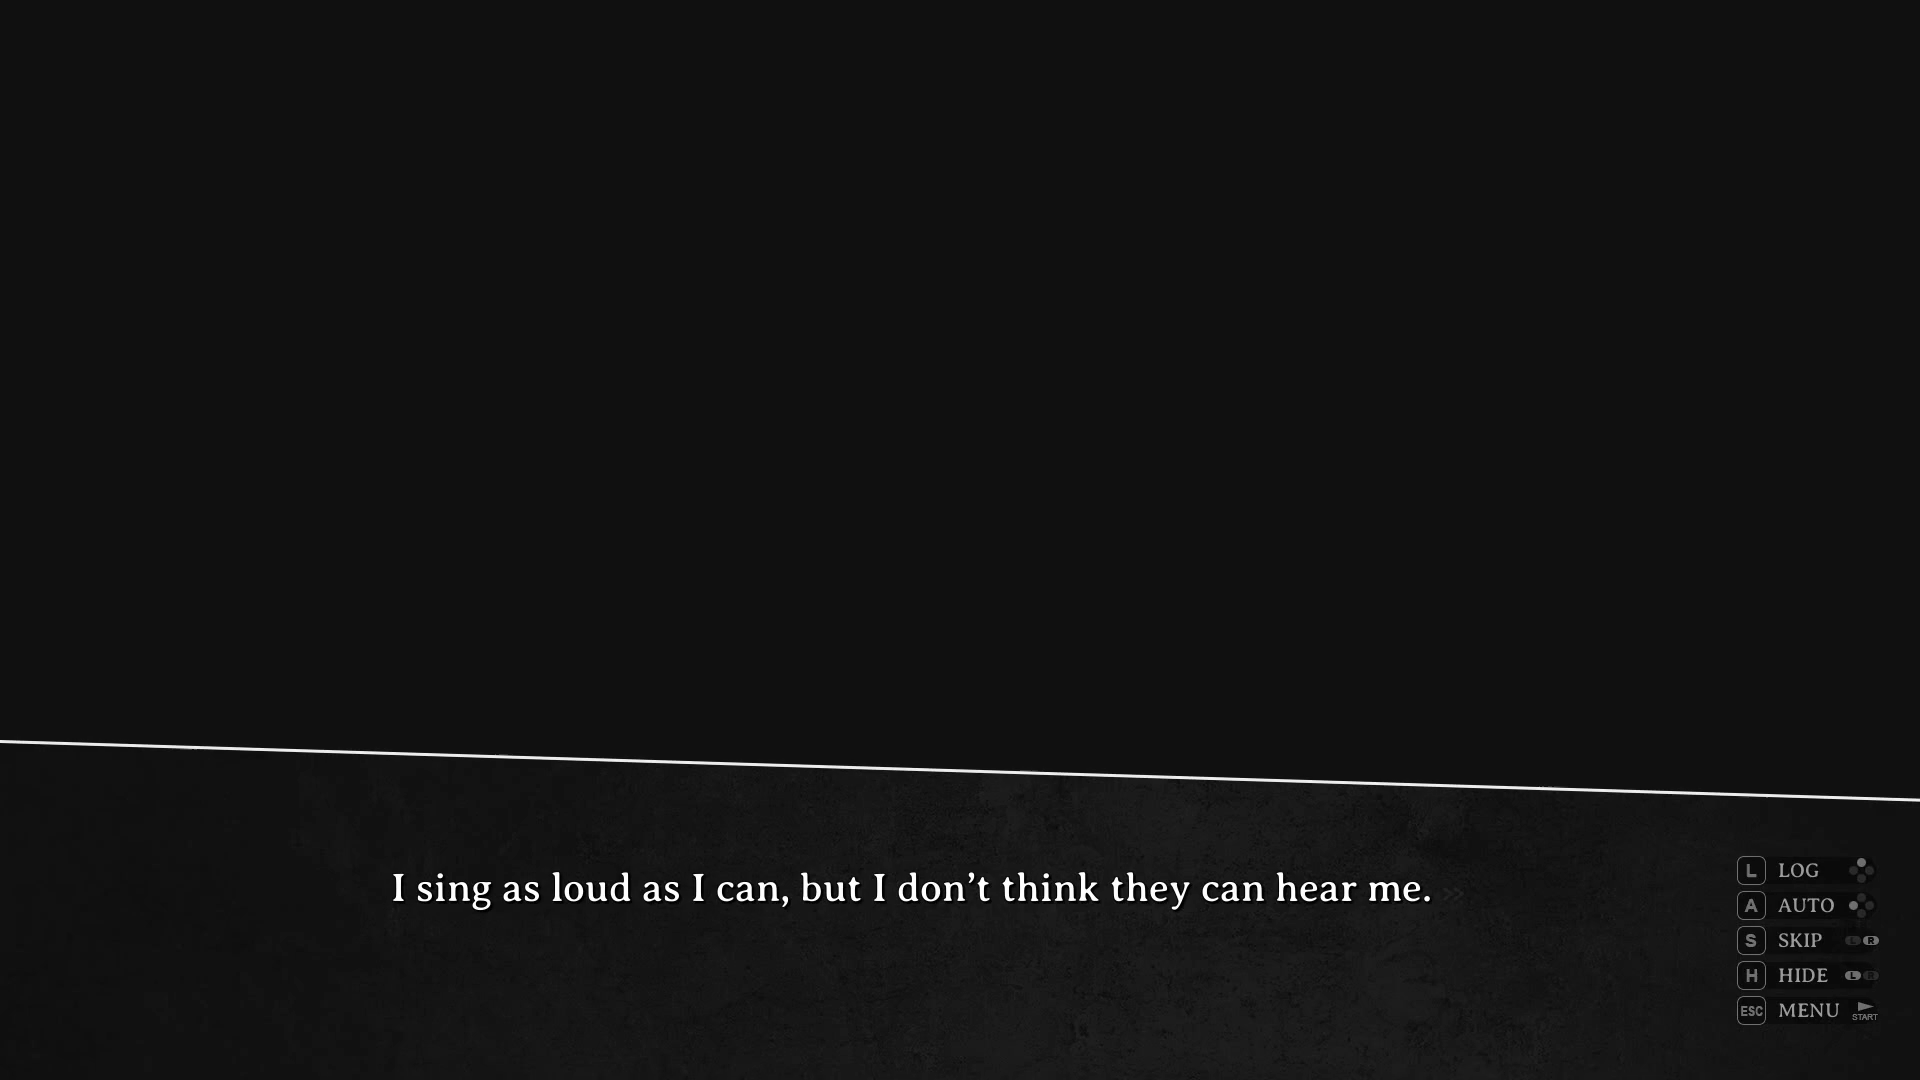 I sing as loud as I can, but I don’t think they can hear me.
L LOG
A AUTO
S SKIP L R
H HIDE L R
ESC MENU START